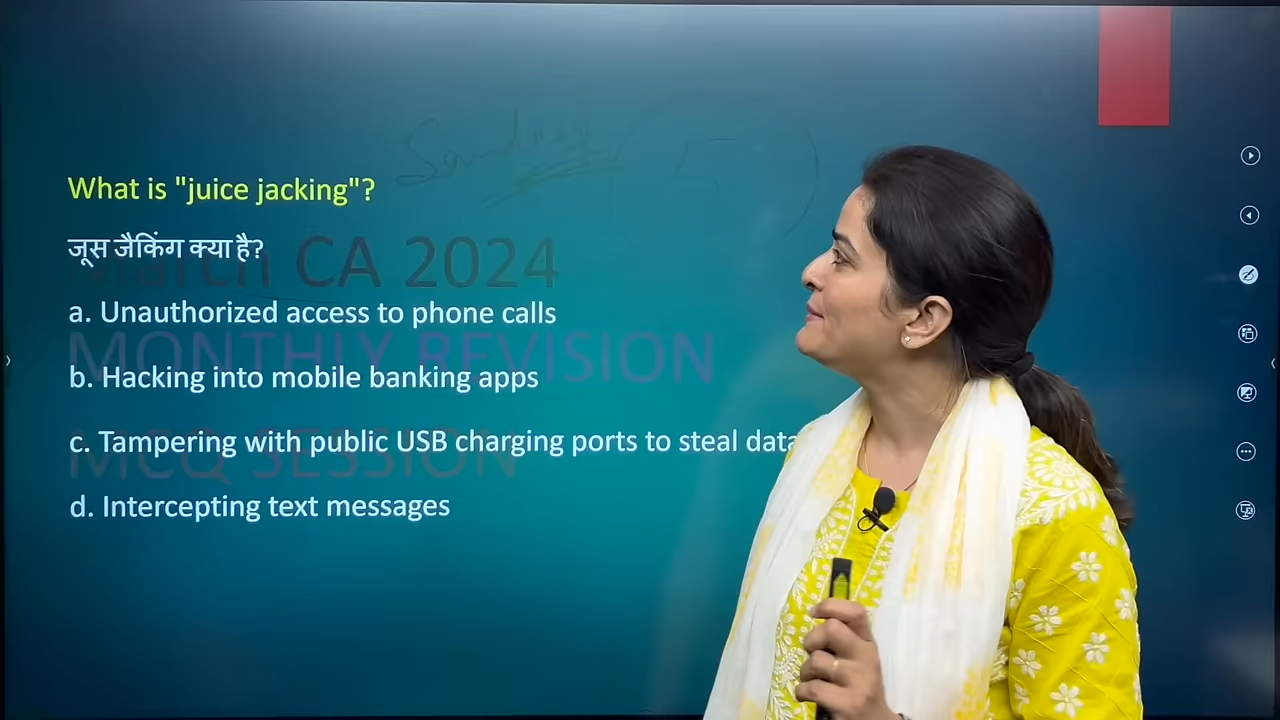 What is "juice jacking"?
जूस जैकिंग क्या है?
March CA 2024
a. Unauthorized access to phone calls
MONTHLY REVISION
b. Hacking into mobile banking apps
c. Tampering with public USB charging ports to steal data
MCQ SESSION
d. Intercepting text messages